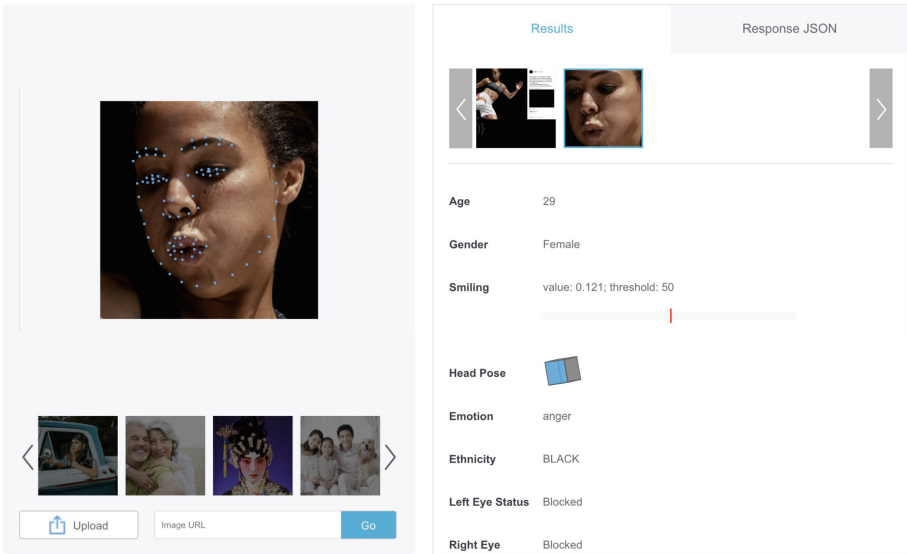 Results
Response JSON
Age 29
Gender Female
Smiling value: 0.121; threshold: 50
Head Pose
Emotion anger
Ethnicity BLACK
Left Eye Status Blocked
Right Eye Blocked
Upload
Image URL
Go